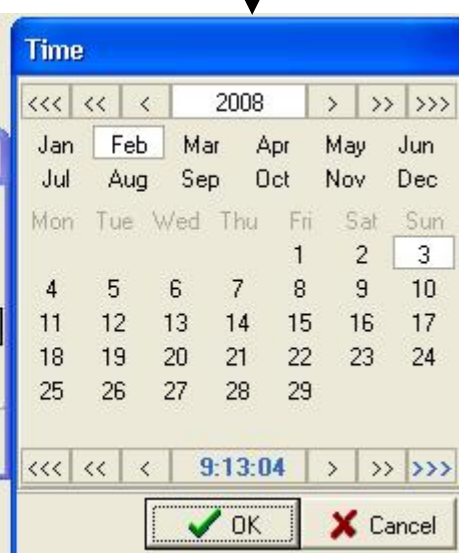 Time
<<< << < 2008 > >> >>>
Jan Feb Mar Apr May Jun
Jul Aug Sep Oct Nov Dec
Mon Tue Wed Thu Fri Sat Sun
1 2 3
4 5 6 7 8 9 10
11 12 13 14 15 16 17
18 19 20 21 22 23 24
25 26 27 28 29
<<< << < 9:13:04 > >> >>>
OK Cancel